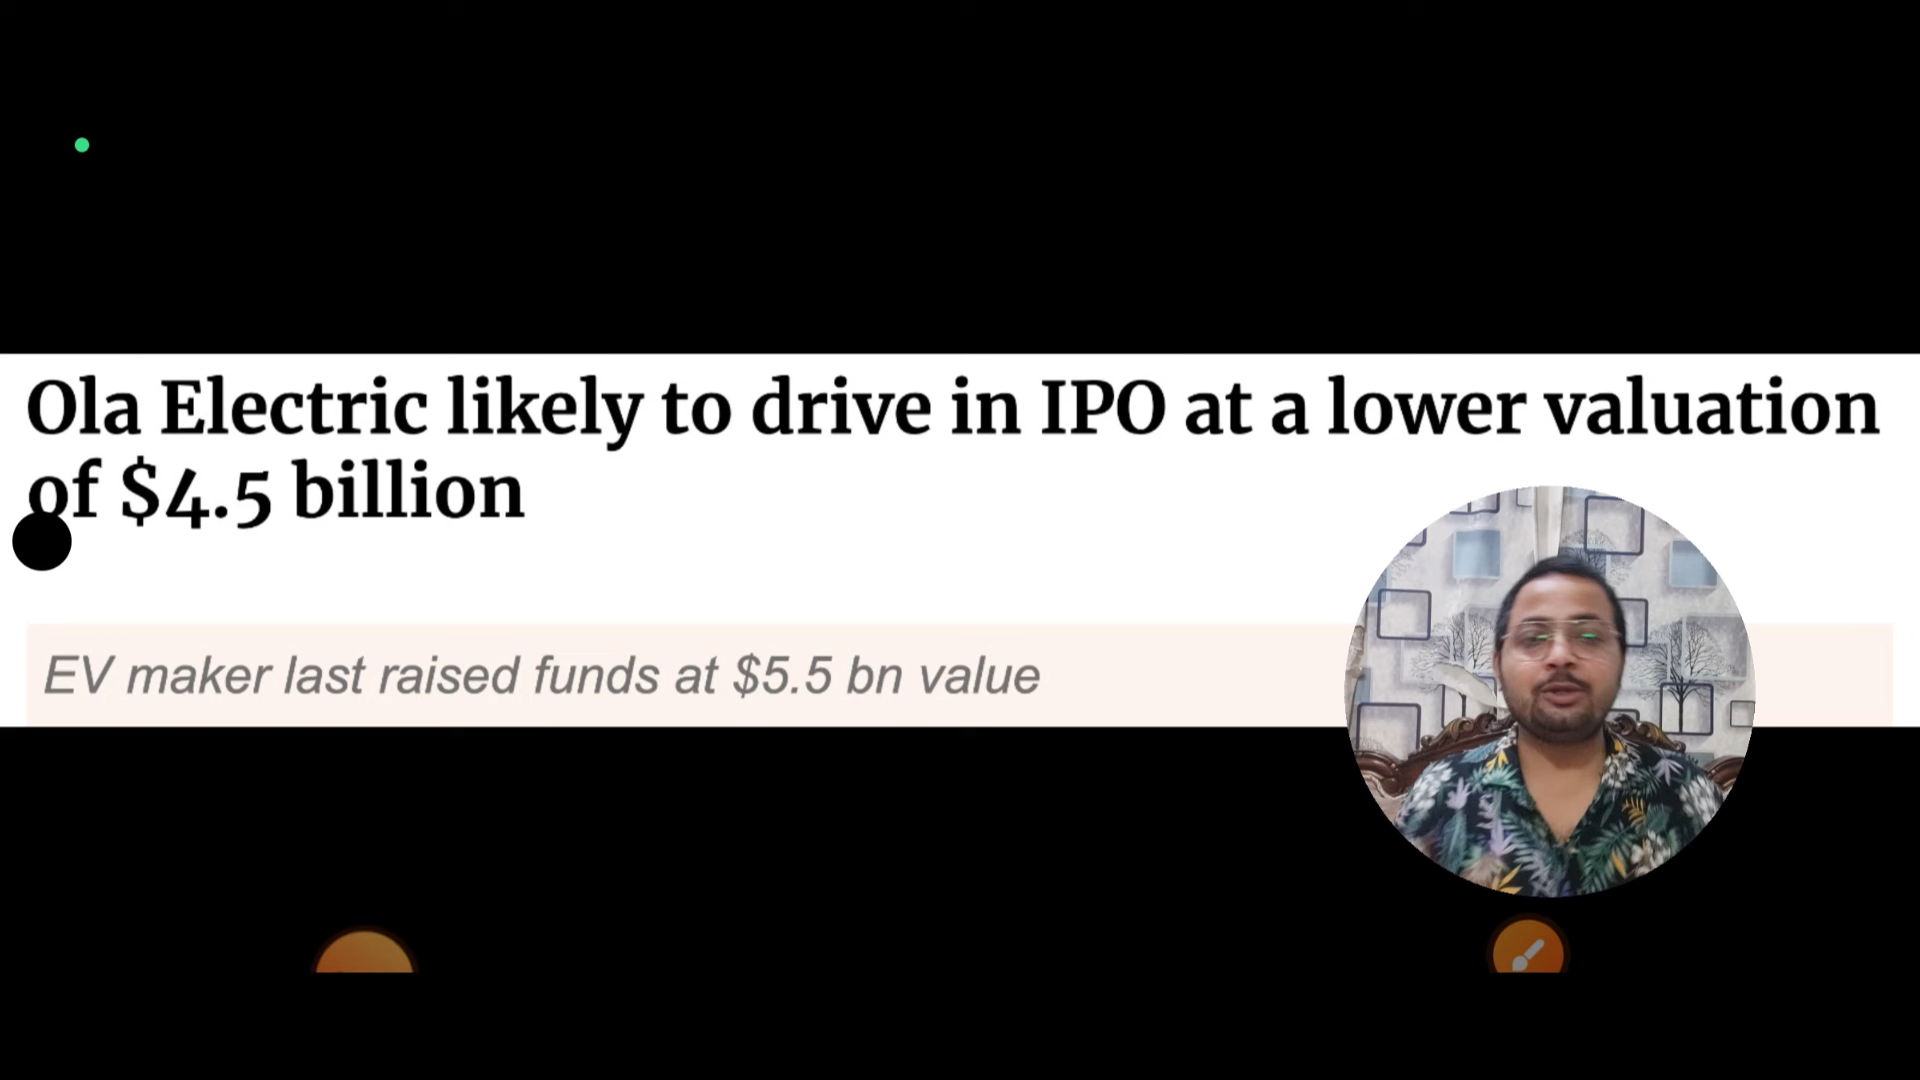 Ola Electric likely to drive in IPO at a lower valuation
of $4.5 billion
EV maker last raised funds at $5.5 bn value